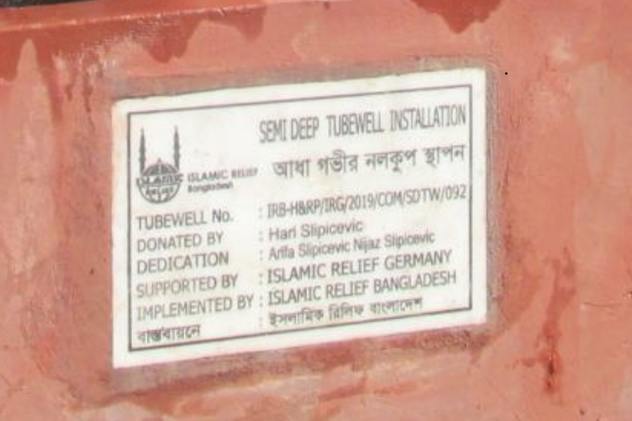 SEMI DEEP TUBEWELL INSTALLATION
আধা গভীর নলকুপ স্থাপন
ISLAMIC RELIEF
ISLAMIC RELIEF
Bangladesh
TUBEWELL No. : IRB-H&RP/IRG/2019/COM/SDTW/092
DONATED BY : Hari Slipicevic
DEDICATION : Arifa Slipicevic Nijaz Slipicevic
SUPPORTED BY : ISLAMIC RELIEF GERMANY
IMPLEMENTED BY : ISLAMIC RELIEF BANGLADESH
বাস্তবায়নে : ইসলামিক রিলিফ বাংলাদেশ